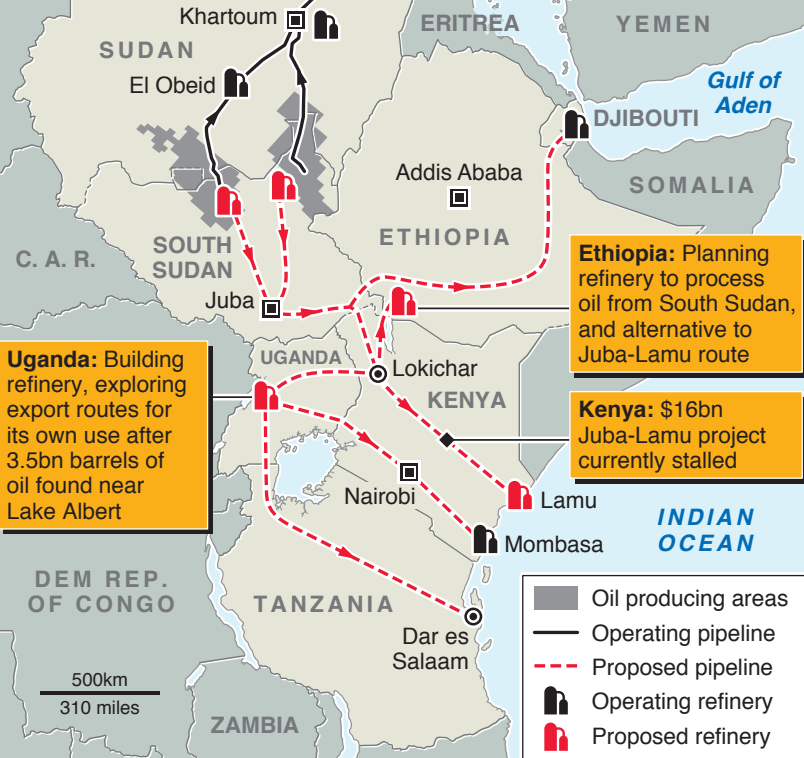 Khartoum
ERITREA
YEMEN
SUDAN
El Obeid
Gulf of
Aden
DJIBOUTI
Addis Ababa
SOMALIA
ETHIOPIA
SOUTH
SUDAN
C. A. R.
Juba
Ethiopia: Planning
refinery to process
oil from South Sudan,
and alternative to
Juba-Lamu route
Uganda: Building
refinery, exploring
export routes for
its own use after
3.5bn barrels of
oil found near
Lake Albert
UGANDA
Lokichar
KENYA
Kenya: $16bn
Juba-Lamu project
currently stalled
Nairobi
Lamu
INDIAN
OCEAN
Mombasa
DEM REP.
OF CONGO
TANZANIA
Dar es
Salaam
500km
310 miles
ZAMBIA
Oil producing areas
Operating pipeline
Proposed pipeline
Operating refinery
Proposed refinery